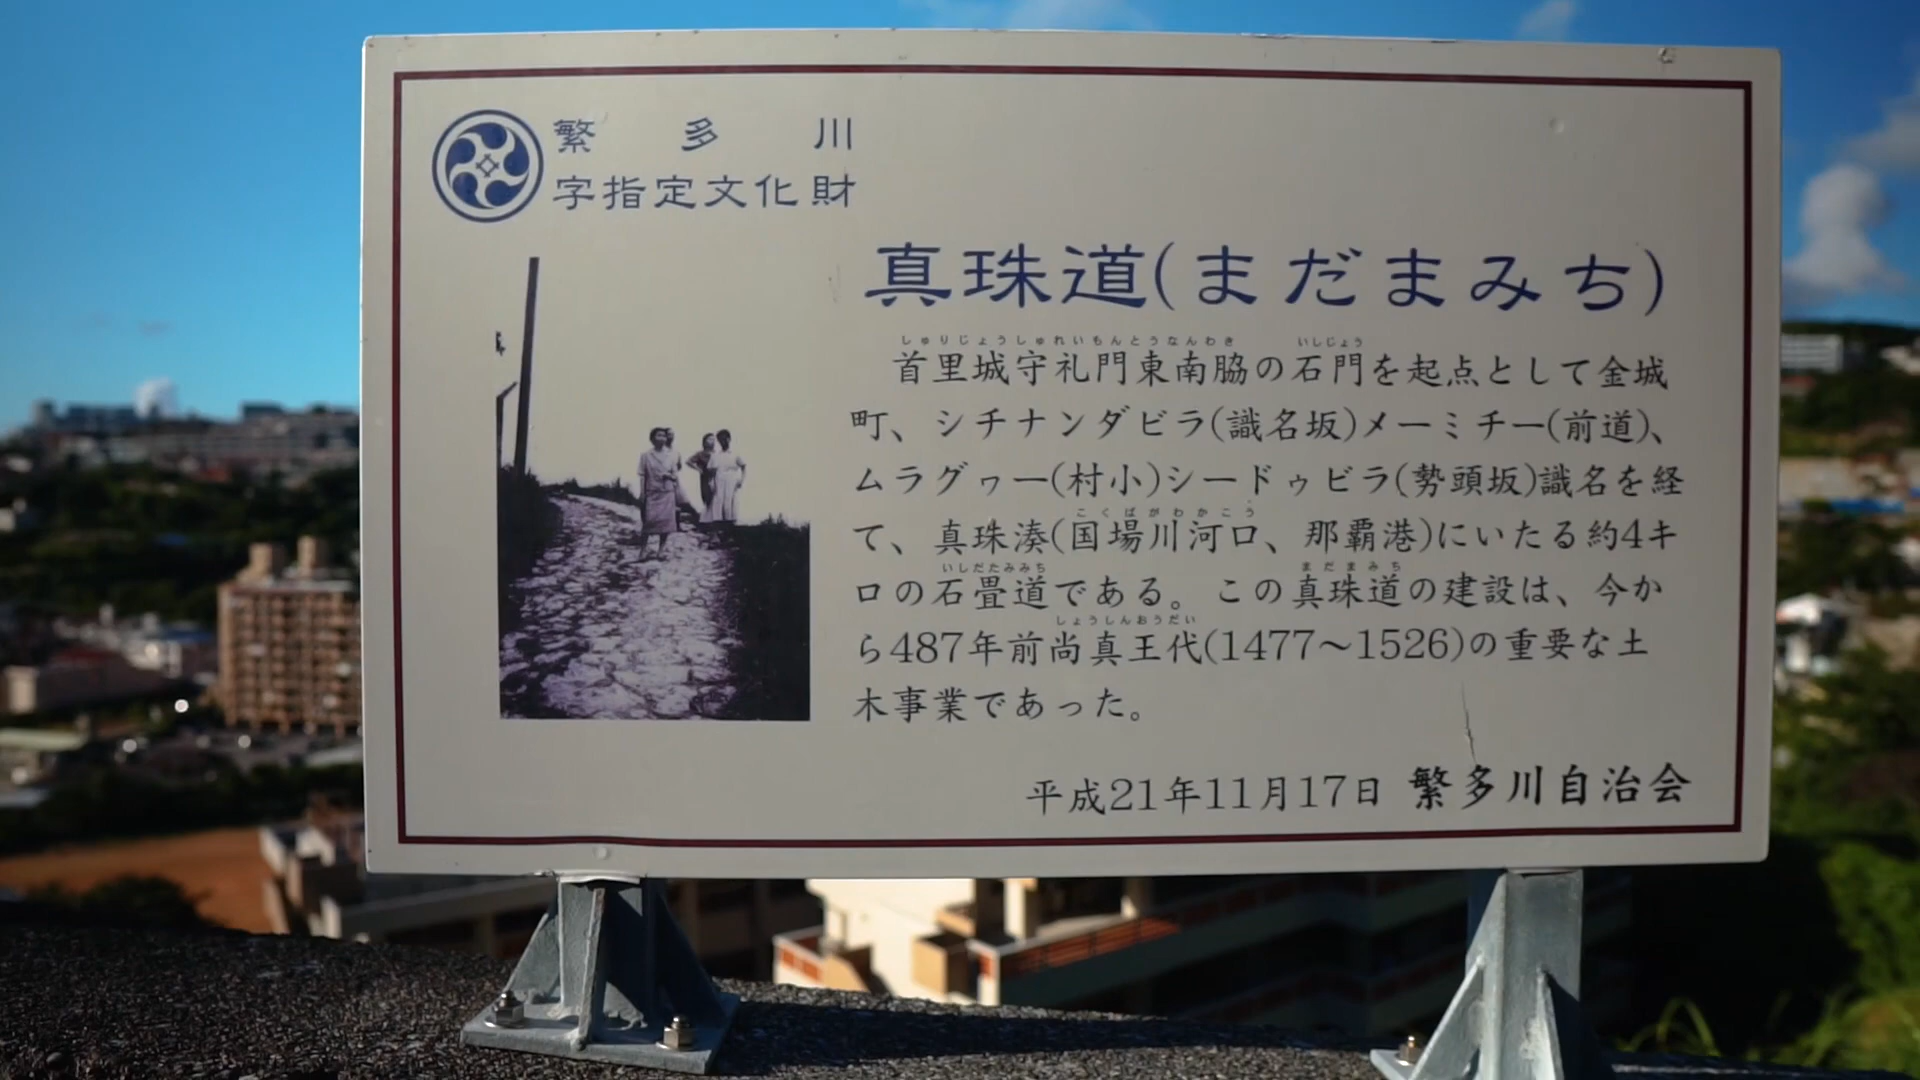 繁多川
字指定文化財
真珠道(まだまみち)
しゅりじょうしゅれいもんとうなんわき いしじょう
首里城守礼門東南脇の石門を起点として金城
町、シチナンダビラ(識名坂)メーミチー(前道)、
ムラグヮー(村小)シードゥビラ(勢頭坂)識名を経
こくばがわかこう
て、真珠湊(国場川河口、那覇港)にいたる約4キ
いしだたみみち まだまみち
ロの石畳道である。この真珠道の建設は、今か
しょうしんおうだい
ら487年前尚真王代(1477～1526)の重要な土
木事業であった。
平成21年11月17日 繁多川自治会